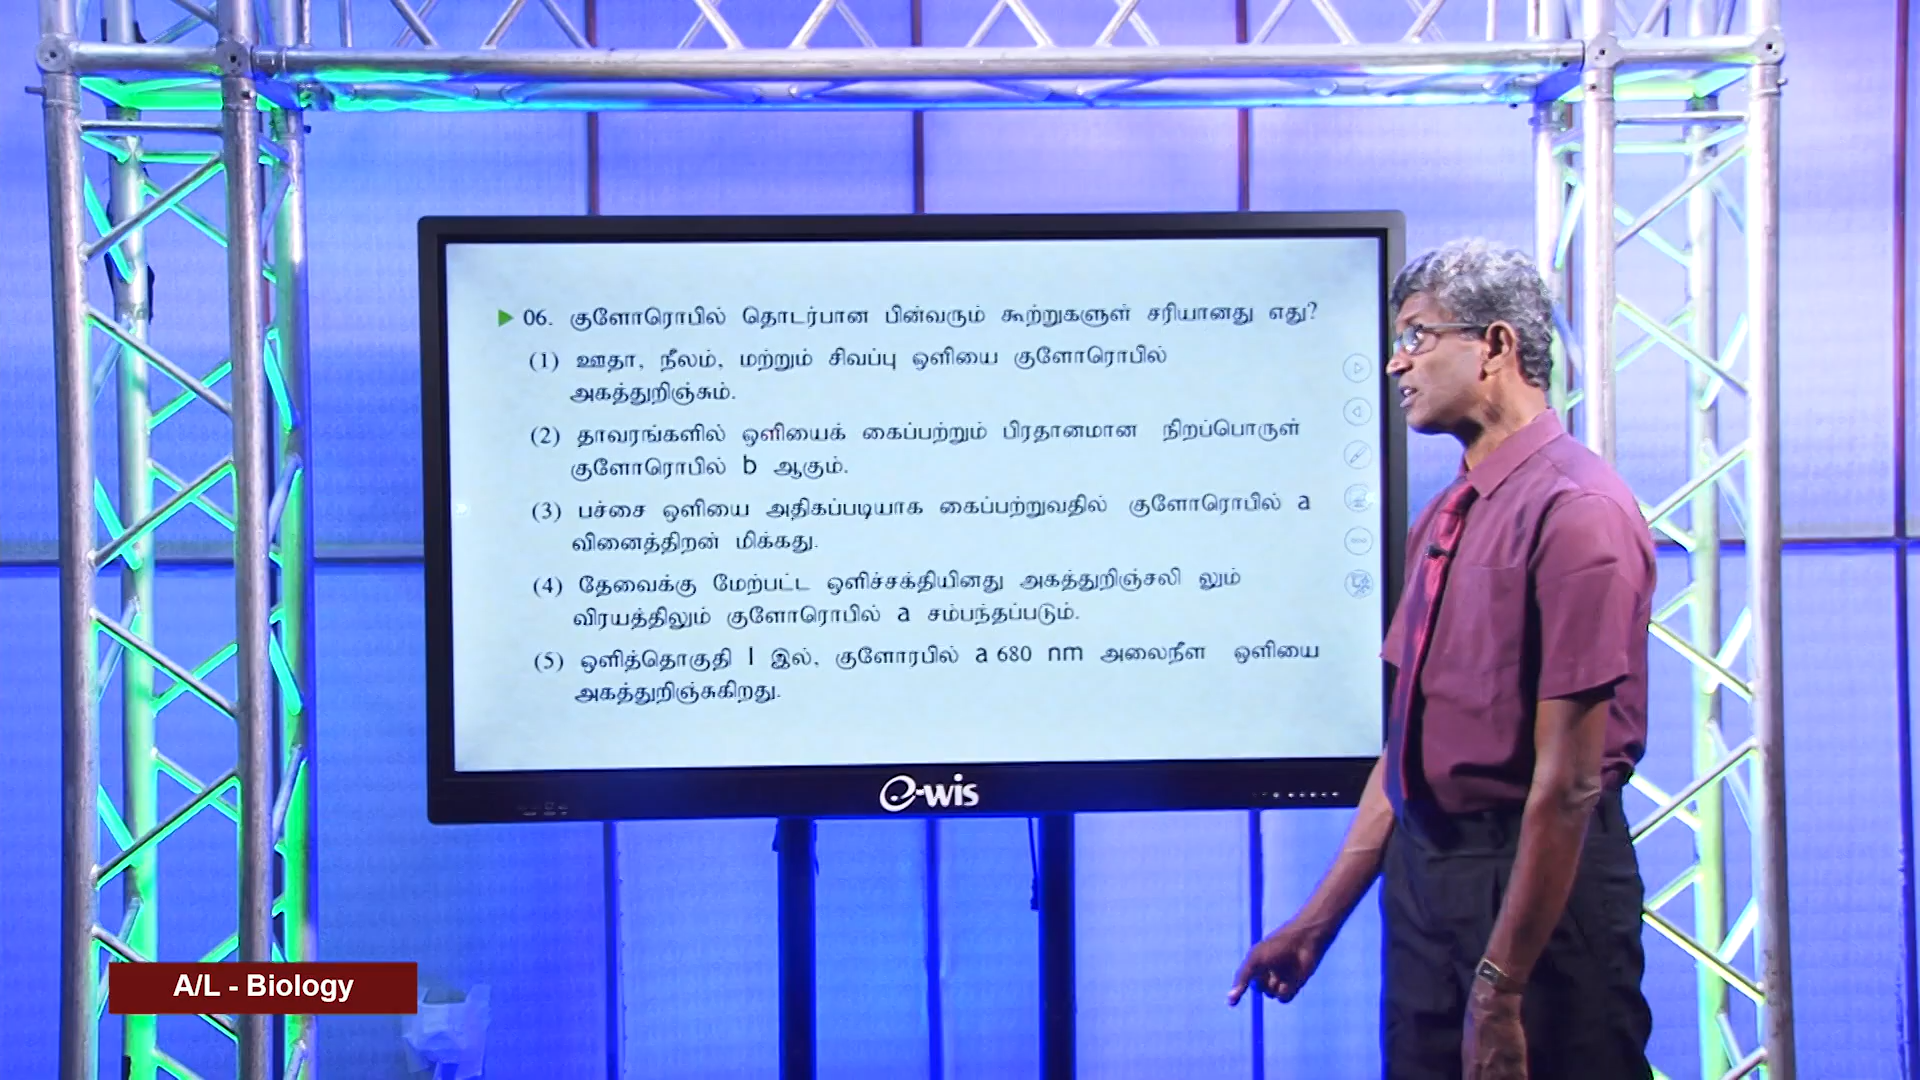 06. குளோரொபில் தொடர்பான பின்வரும் கூற்றுகளுள் சரியானது எது?
(1) ஊதா, நீலம், மற்றும் சிவப்பு ஒளியை குளோரொபில்
அகத்துறிஞ்சும்.
(2) தாவரங்களில் ஒளியைக் கைப்பற்றும் பிரதானமான நிறப்பொருள்
குளோரொபில் b ஆகும்.
(3) பச்சை ஒளியை அதிகப்படியாக கைப்பற்றுவதில் குளோரொபில் a
வினைத்திறன் மிக்கது.
(4) தேவைக்கு மேற்பட்ட ஒளிச்சக்தியினது அகத்துறிஞ்சலி லும்
விரயத்திலும் குளோரொபில் a சம்பந்தப்படும்.
(5) ஒளித்தொகுதி I இல், குளோரபில் a 680 nm அலைநீள ஒளியை
அகத்துறிஞ்சுகிறது.
e-wis
A/L - Biology